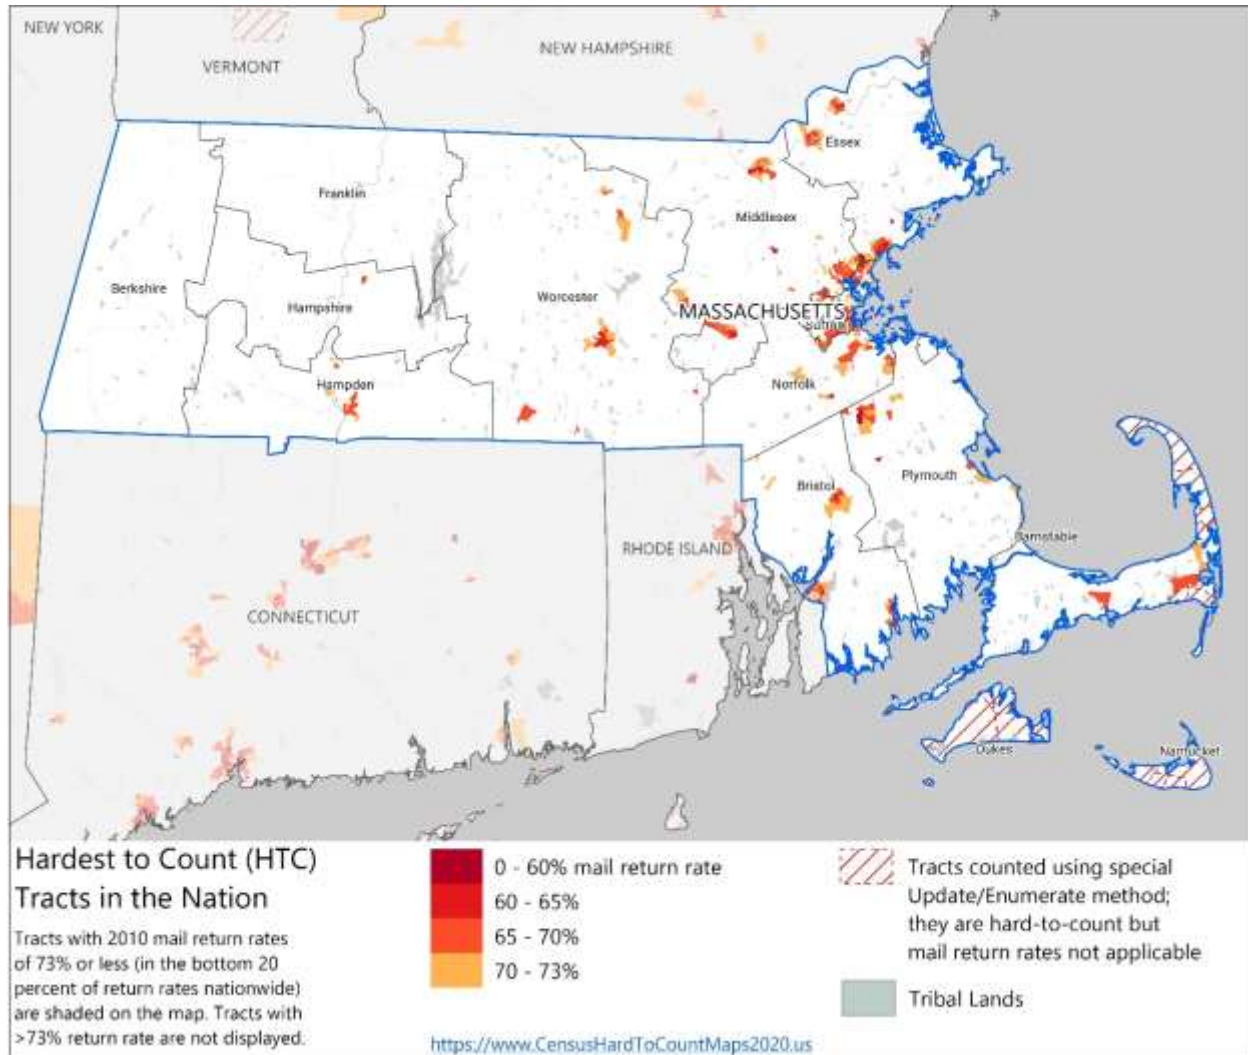 NEW YORK
VERMONT
NEW HAMPSHIRE
Essex
Franklin
Middlesex
Berkshire
Hampshire
Worcester
MASSACHUSETTS
Suffolk
Hampden
Norfolk
Bristol
Plymouth
Barnstable
RHODE ISLAND
CONNECTICUT
Dukes
Nantucket
Hardest to Count (HTC)
Tracts in the Nation
Tracts with 2010 mail return rates
of 73% or less (in the bottom 20
percent of return rates nationwide)
are shaded on the map. Tracts with
>73% return rate are not displayed.
0 - 60% mail return rate
60 - 65%
65 - 70%
70 - 73%
https://www.CensusHardToCountMaps2020.us
Tracts counted using special
Update/Enumerate method;
they are hard-to-count but
mail return rates not applicable
Tribal Lands